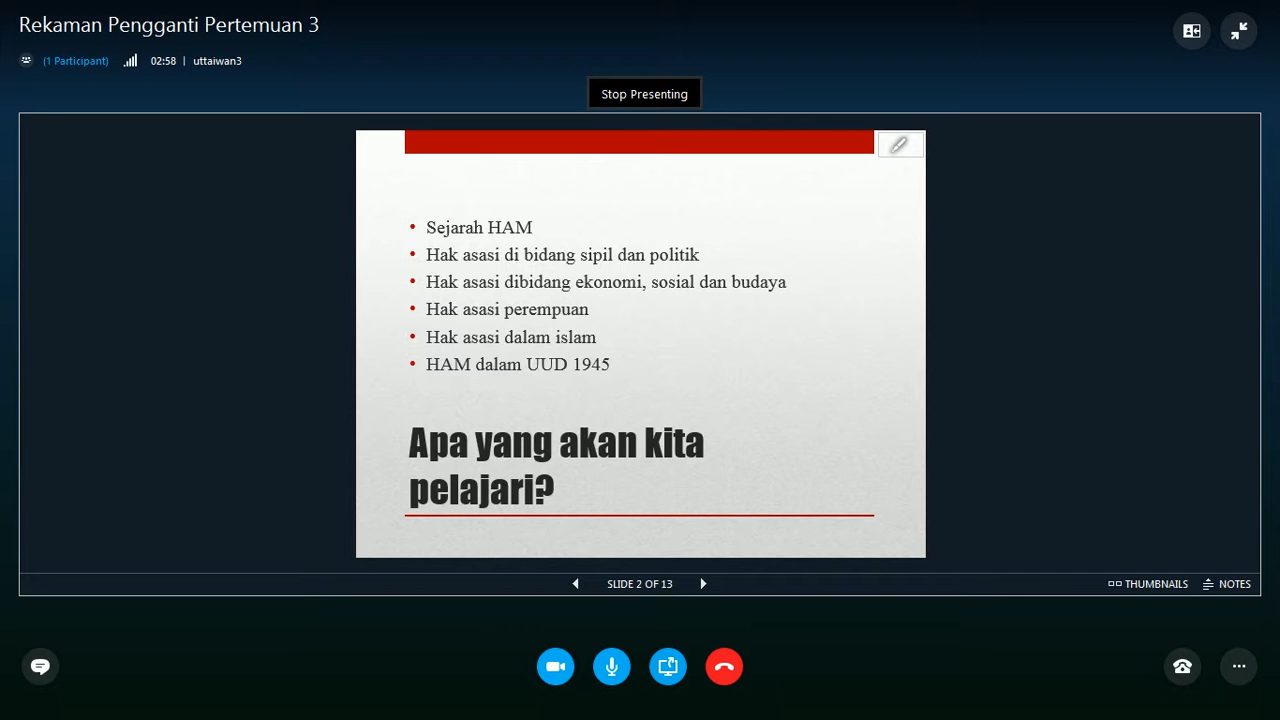 Rekaman Pengganti Pertemuan 3
(1 Participant) 02:58 | uttaiwan3
Stop Presenting
• Sejarah HAM
• Hak asasi di bidang sipil dan politik
• Hak asasi dibidang ekonomi, sosial dan budaya
• Hak asasi perempuan
• Hak asasi dalam islam
• HAM dalam UUD 1945
Apa yang akan kita
pelajari?
SLIDE 2 OF 13
THUMBNAILS
NOTES